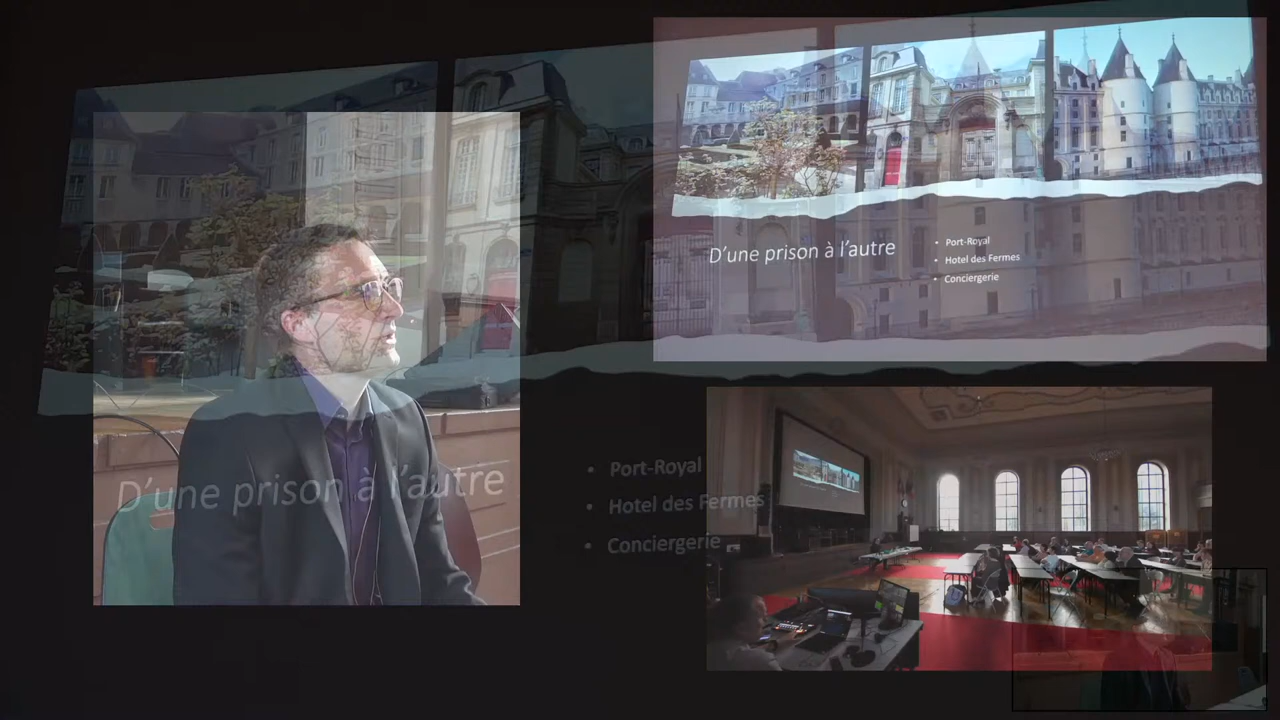 D'une prison à l'autre
• Port-Royal
• Hotel des Fermes
• Conciergerie
D'une prison à l'autre
• Port-Royal
• Hotel des Fermes
• Conciergerie